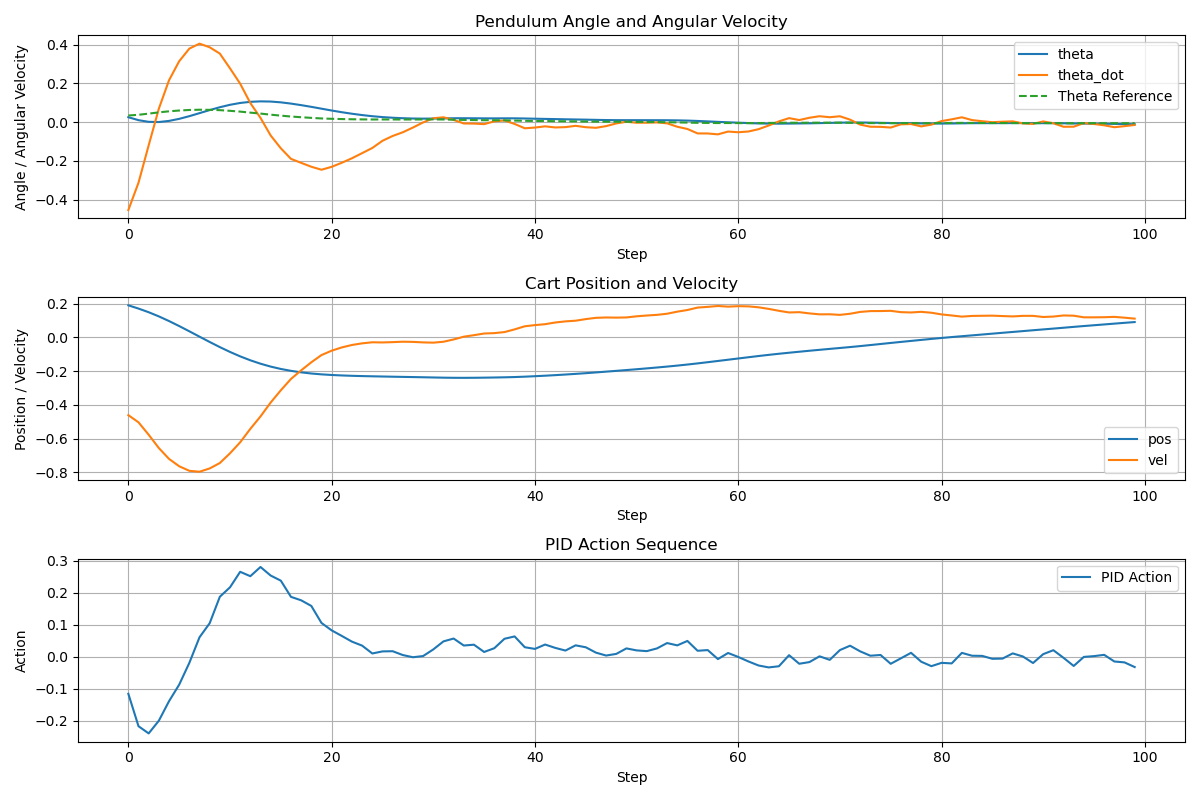 Pendulum Angle and Angular Velocity
Angle / Angular Velocity
0.4
0.2
0.0
−0.2
−0.4
theta
theta_dot
Theta Reference
0 20 40 60 80 100
Step
Cart Position and Velocity
Position / Velocity
0.2
0.0
−0.2
−0.4
−0.6
−0.8
pos
vel
0 20 40 60 80 100
Step
PID Action Sequence
Action
0.3
0.2
0.1
0.0
−0.1
−0.2
PID Action
0 20 40 60 80 100
Step